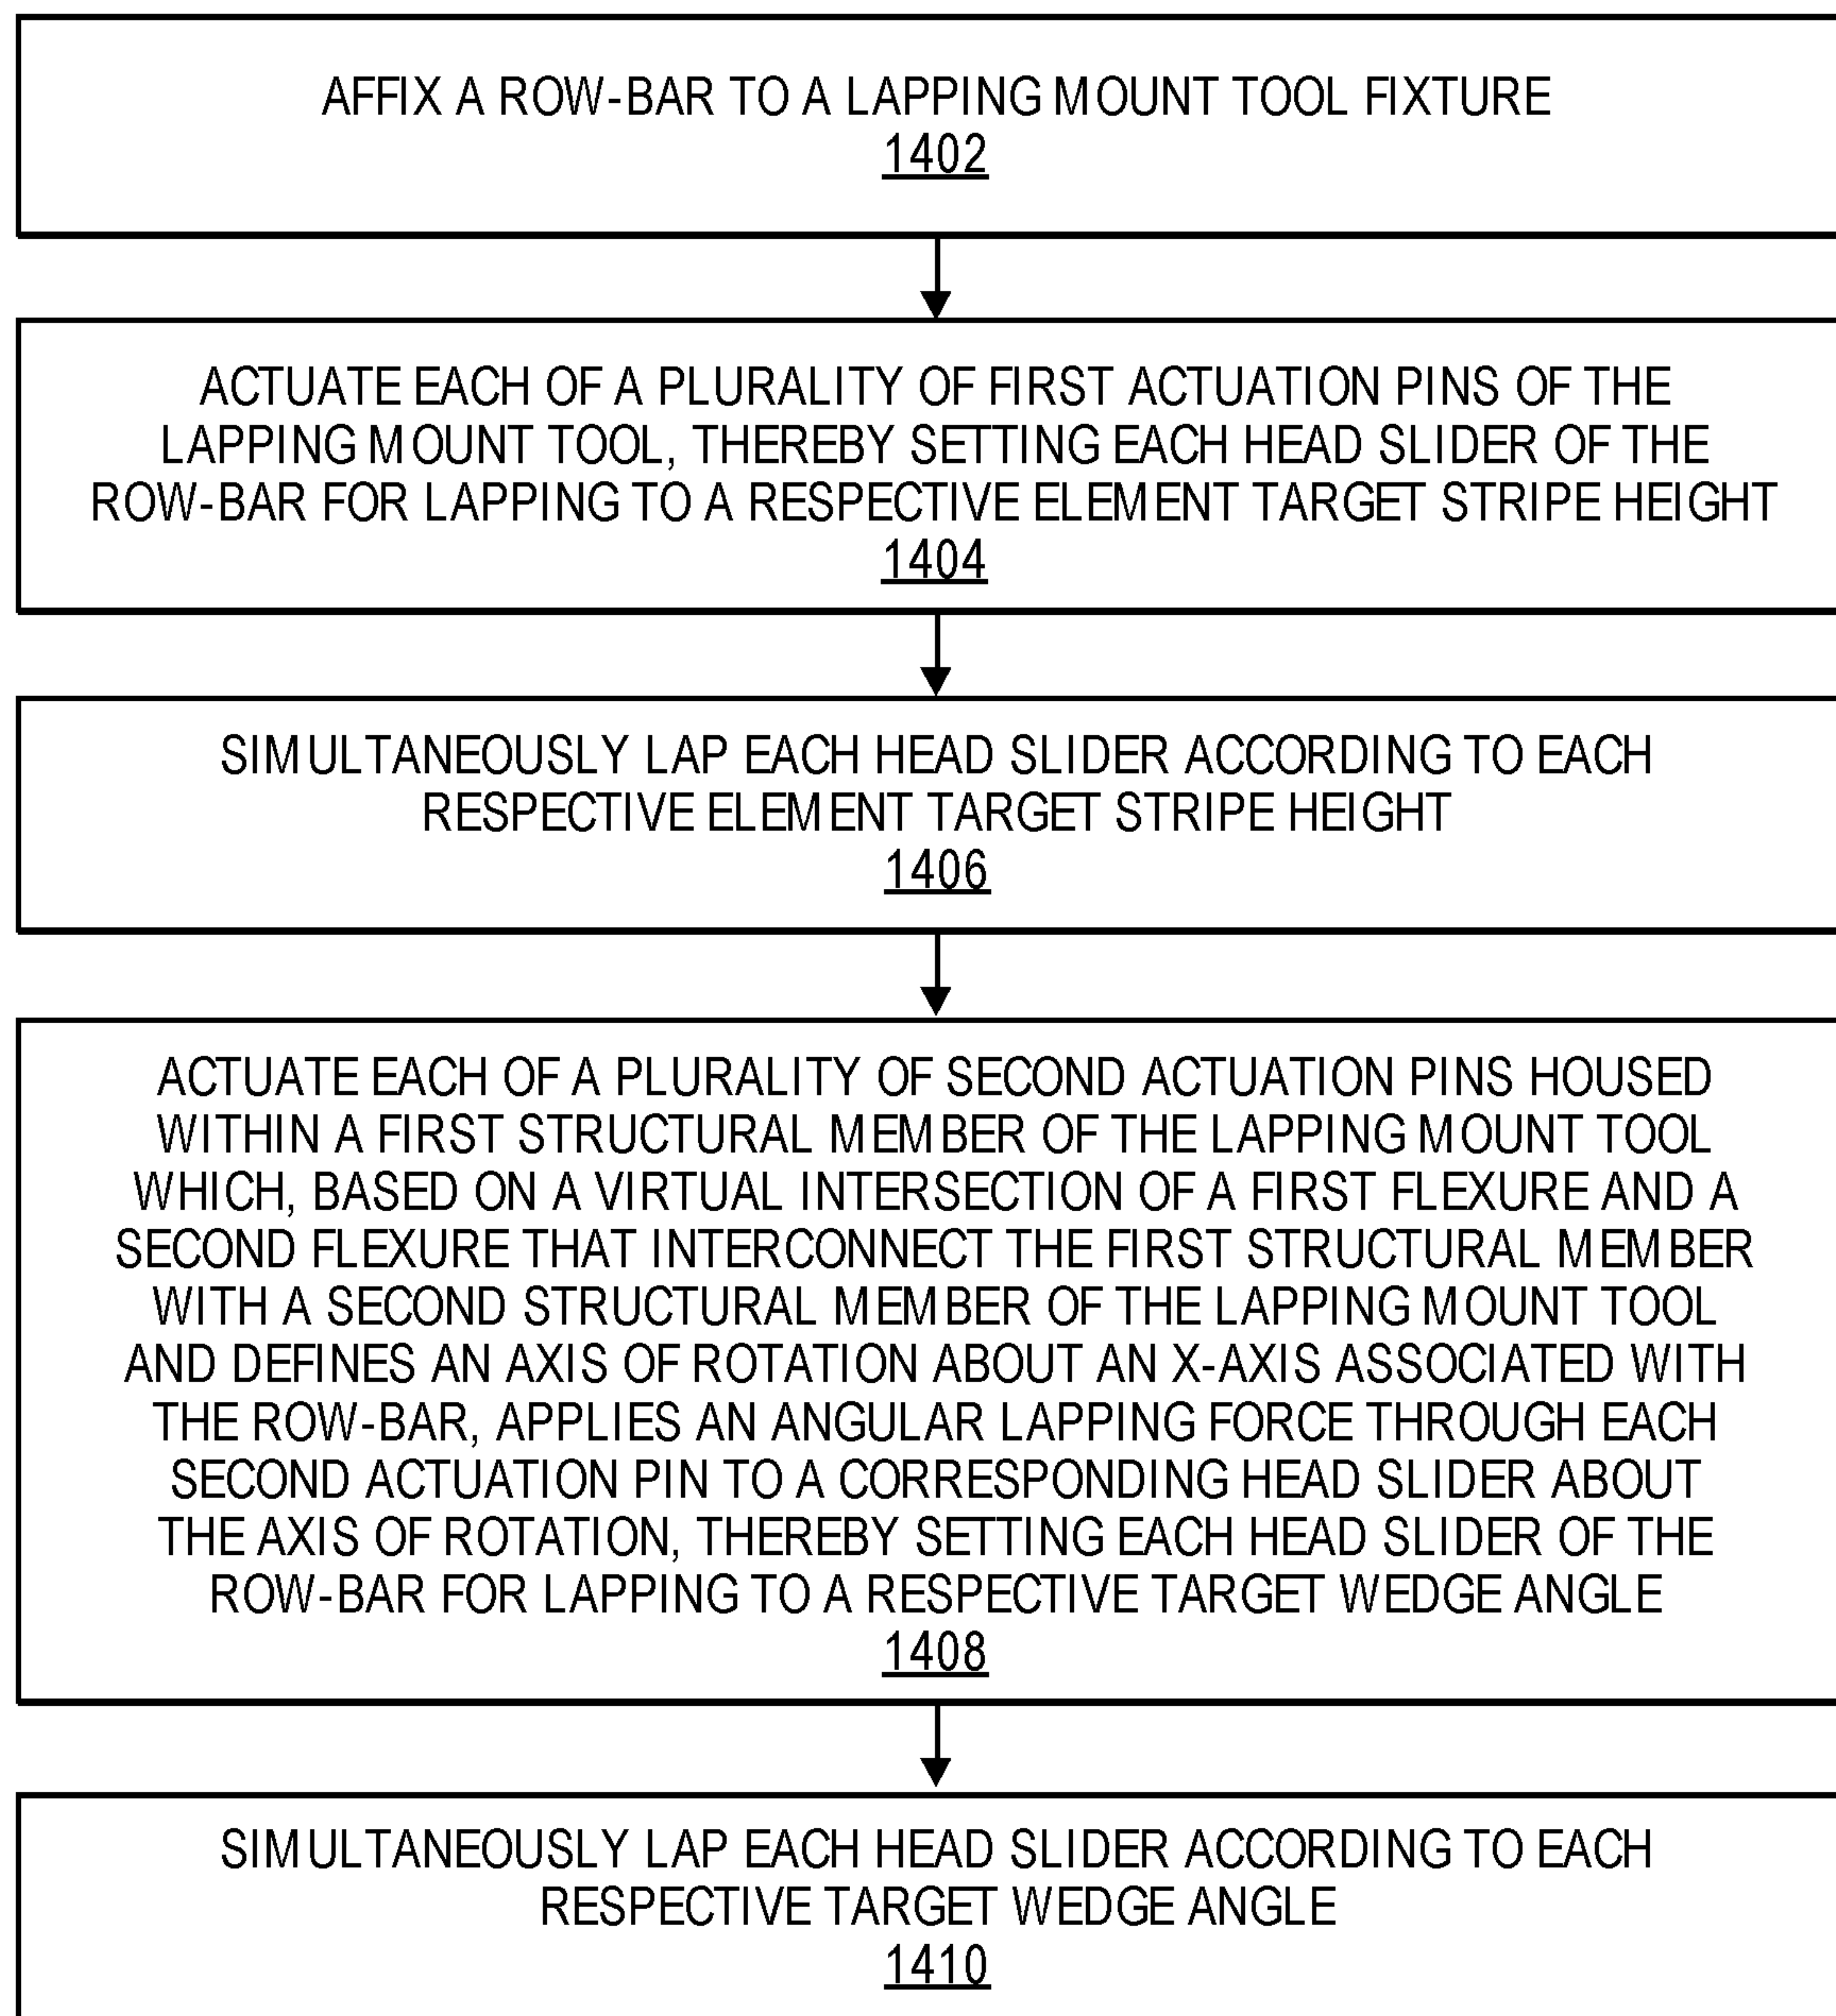 AFFIX A ROW-BAR TO A LAPPING MOUNT TOOL FIXTURE
1402
ACTUATE EACH OF A PLURALITY OF FIRST ACTUATION PINS OF THE
LAPPING MOUNT TOOL, THEREBY SETTING EACH HEAD SLIDER OF THE
ROW-BAR FOR LAPPING TO A RESPECTIVE ELEMENT TARGET STRIPE HEIGHT
1404
SIMULTANEOUSLY LAP EACH HEAD SLIDER ACCORDING TO EACH
RESPECTIVE ELEMENT TARGET STRIPE HEIGHT
1406
ACTUATE EACH OF A PLURALITY OF SECOND ACTUATION PINS HOUSED
WITHIN A FIRST STRUCTURAL MEMBER OF THE LAPPING MOUNT TOOL
WHICH, BASED ON A VIRTUAL INTERSECTION OF A FIRST FLEXURE AND A
SECOND FLEXURE THAT INTERCONNECT THE FIRST STRUCTURAL MEMBER
WITH A SECOND STRUCTURAL MEMBER OF THE LAPPING MOUNT TOOL
AND DEFINES AN AXIS OF ROTATION ABOUT AN X-AXIS ASSOCIATED WITH
THE ROW-BAR, APPLIES AN ANGULAR LAPPING FORCE THROUGH EACH
SECOND ACTUATION PIN TO A CORRESPONDING HEAD SLIDER ABOUT
THE AXIS OF ROTATION, THEREBY SETTING EACH HEAD SLIDER OF THE
ROW-BAR FOR LAPPING TO A RESPECTIVE TARGET WEDGE ANGLE
1408
SIMULTANEOUSLY LAP EACH HEAD SLIDER ACCORDING TO EACH
RESPECTIVE TARGET WEDGE ANGLE
1410